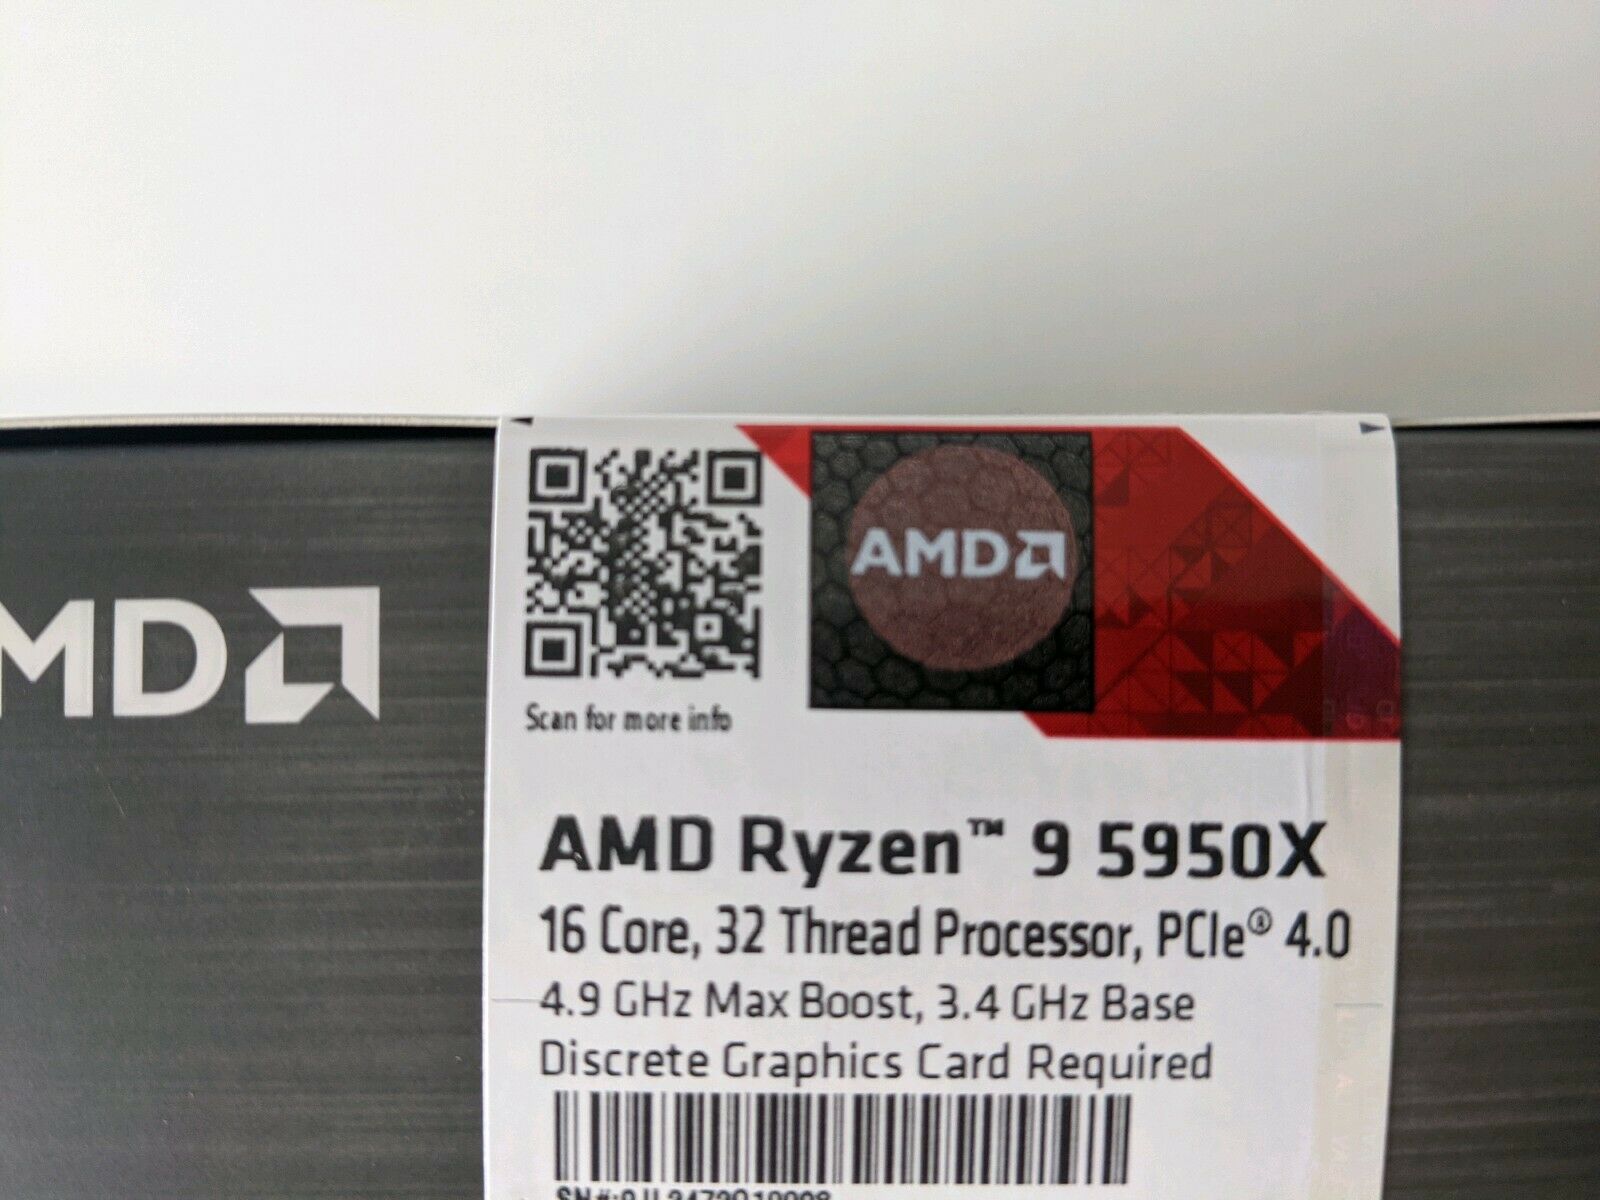 AMD
Scan for more info
AMD
AMD Ryzen™ 9 5950X
16 Core, 32 Thread Processor, PCIe® 4.0
4.9 GHz Max Boost, 3.4 GHz Base
Discrete Graphics Card Required